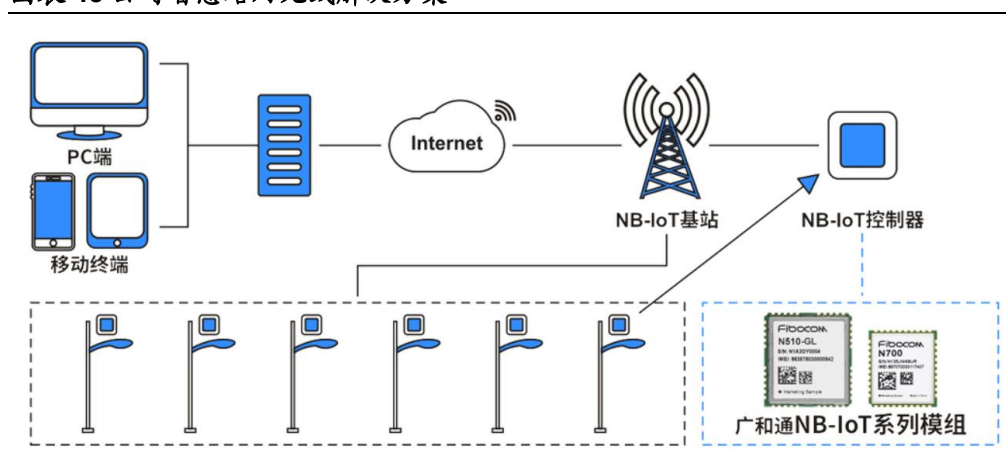 PC端
移动终端
Internet
NB-IoT基站
NB-IoT控制器
Fibocom
N510-GL
Fibocom
N700
广和通NB-IoT系列模组